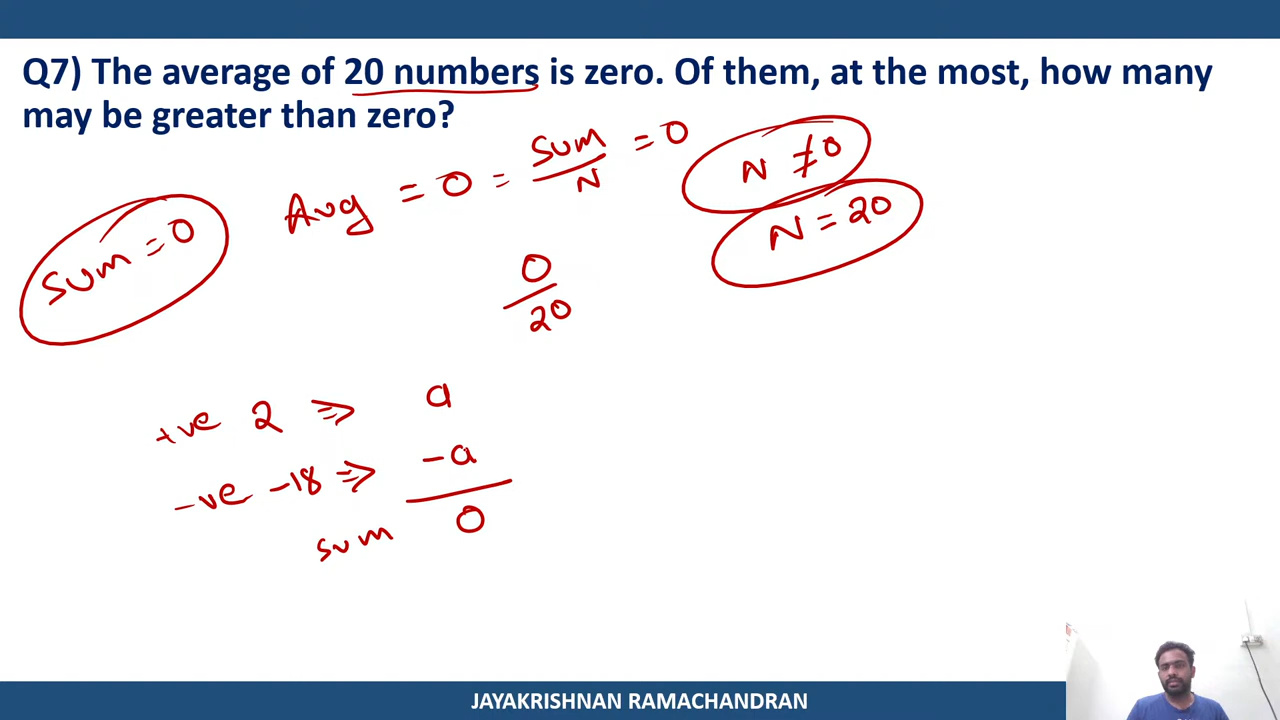 Q7) The average of 20 numbers is zero. Of them, at the most, how many
may be greater than zero?
Avg = 0 = Sum/N = 0
N ≠ 0
N = 20
Sum = 0
0/20
+ve 2 => a
-ve -18 => -a
sum 0
JAYAKRISHNAN RAMACHANDRAN